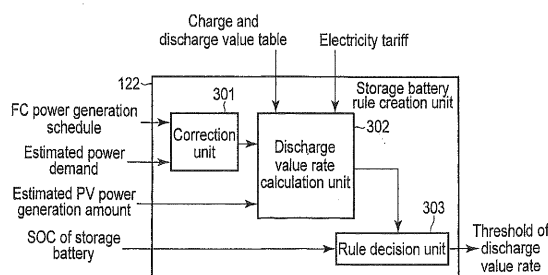 Charge and
discharge value table
Electricity tariff
122
Storage battery
rule creation unit
FC power generation
schedule
301
Correction
unit
302
Discharge
value rate
calculation unit
Estimated power
demand
Estimated PV power
generation amount
303
SOC of storage
battery
Rule decision unit
Threshold of
discharge
value rate